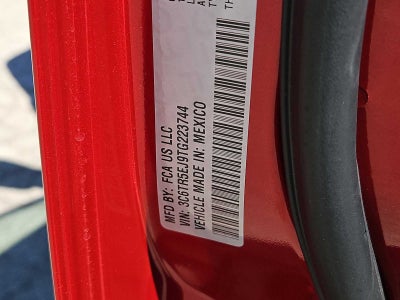 MFD BY: FCA US LLC
VIN: 3C6TR5EJ9TG223744
VEHICLE MADE IN: MEXICO